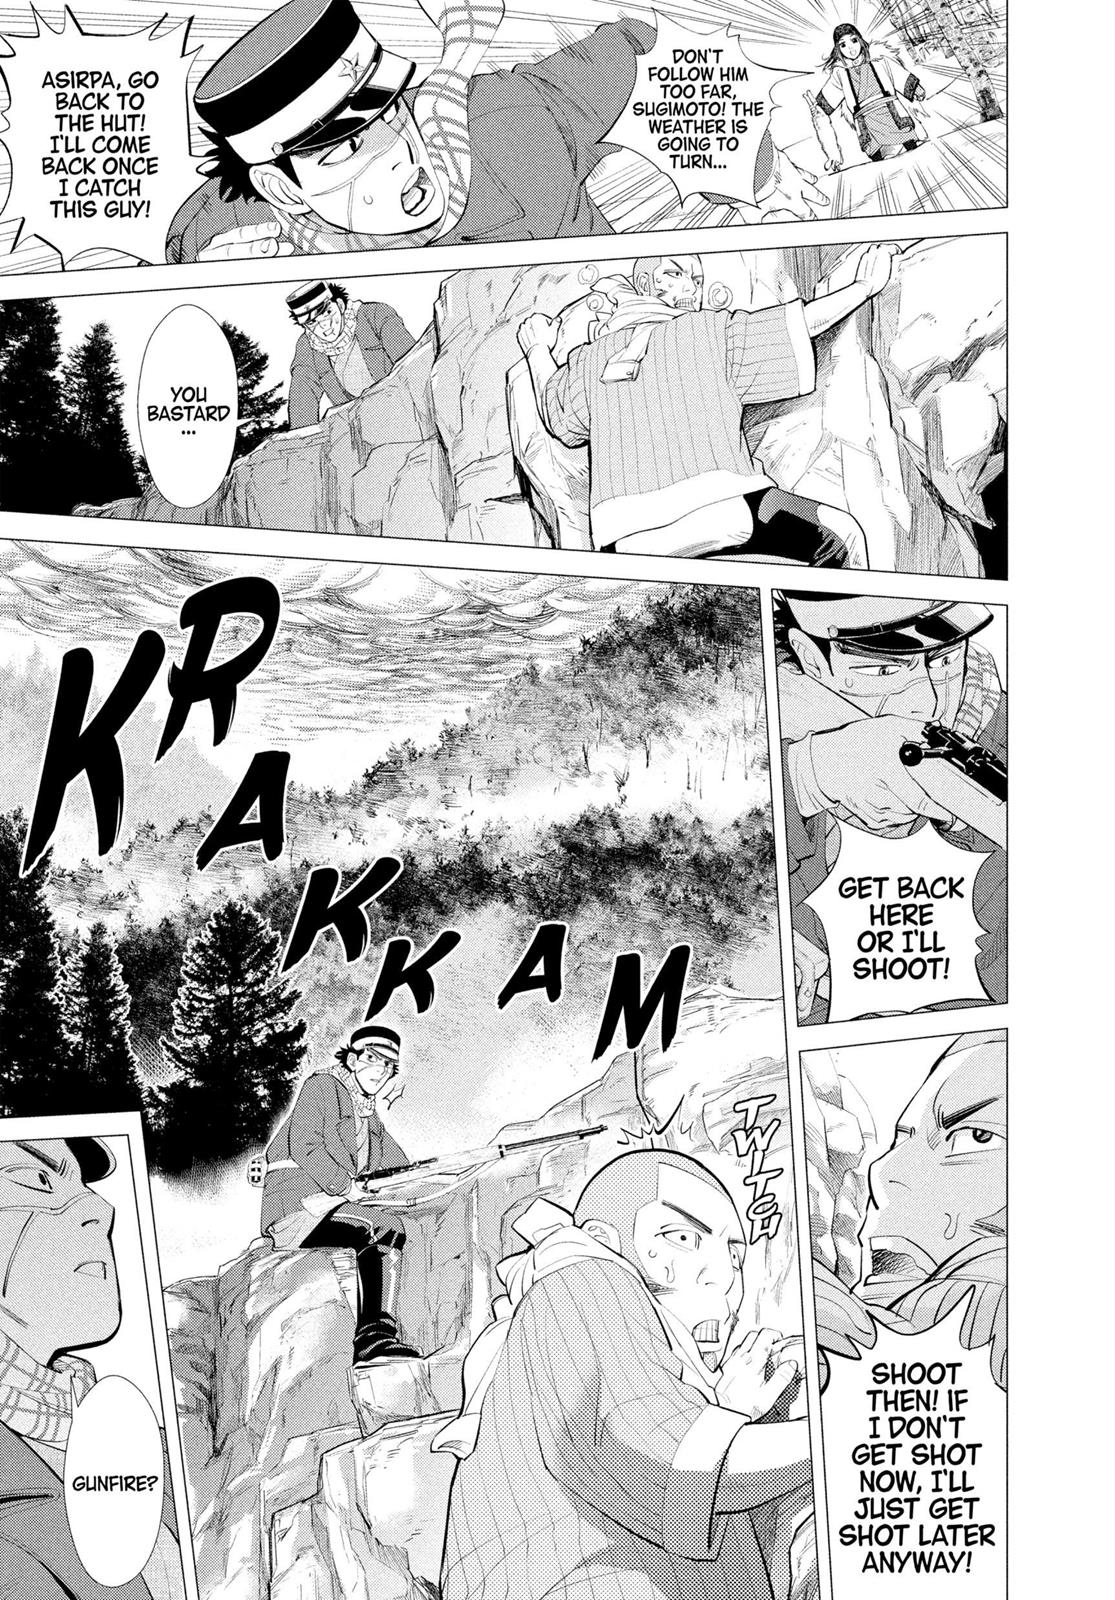 DON'T
FOLLOW HIM
TOO FAR,
SUGIMOTO! THE
WEATHER IS
GOING TO
TURN...
ASIRPA, GO
BACK TO
THE HUT!
I'LL COME
BACK ONCE
I CATCH
THIS GUY!
YOU
BASTARD
...
GET BACK
HERE
OR I'LL
SHOOT!
SHOOT
THEN! IF
I DON'T
GET SHOT
NOW, I'LL
JUST GET
SHOT LATER
ANYWAY!
KRAKKAM
TWITCH
GUNFIRE?